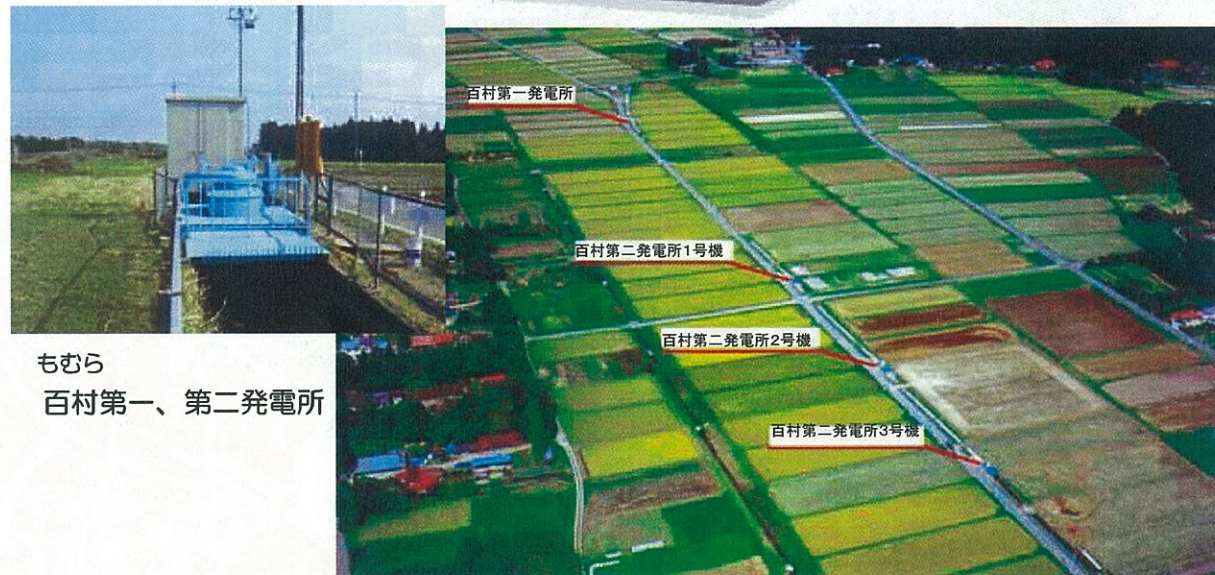 百村第一発電所
百村第二発電所1号機
百村第二発電所2号機
百村第二発電所3号機
もむら
百村第一、第二発電所